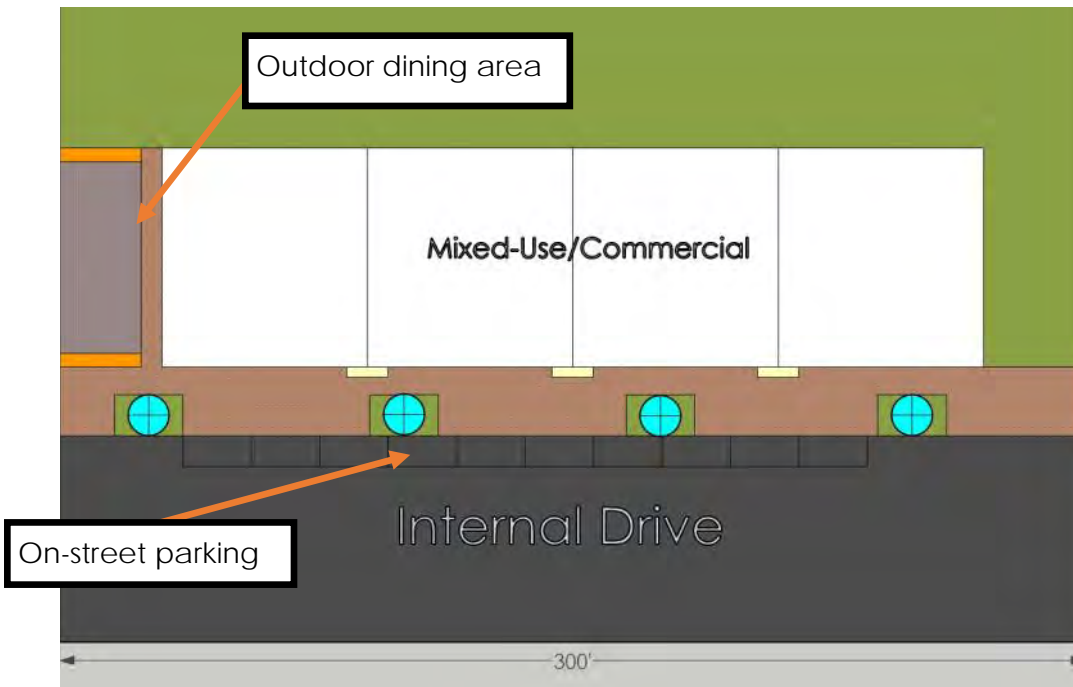 Outdoor dining area
Mixed-Use/Commercial
Internal Drive
On-street parking
300'